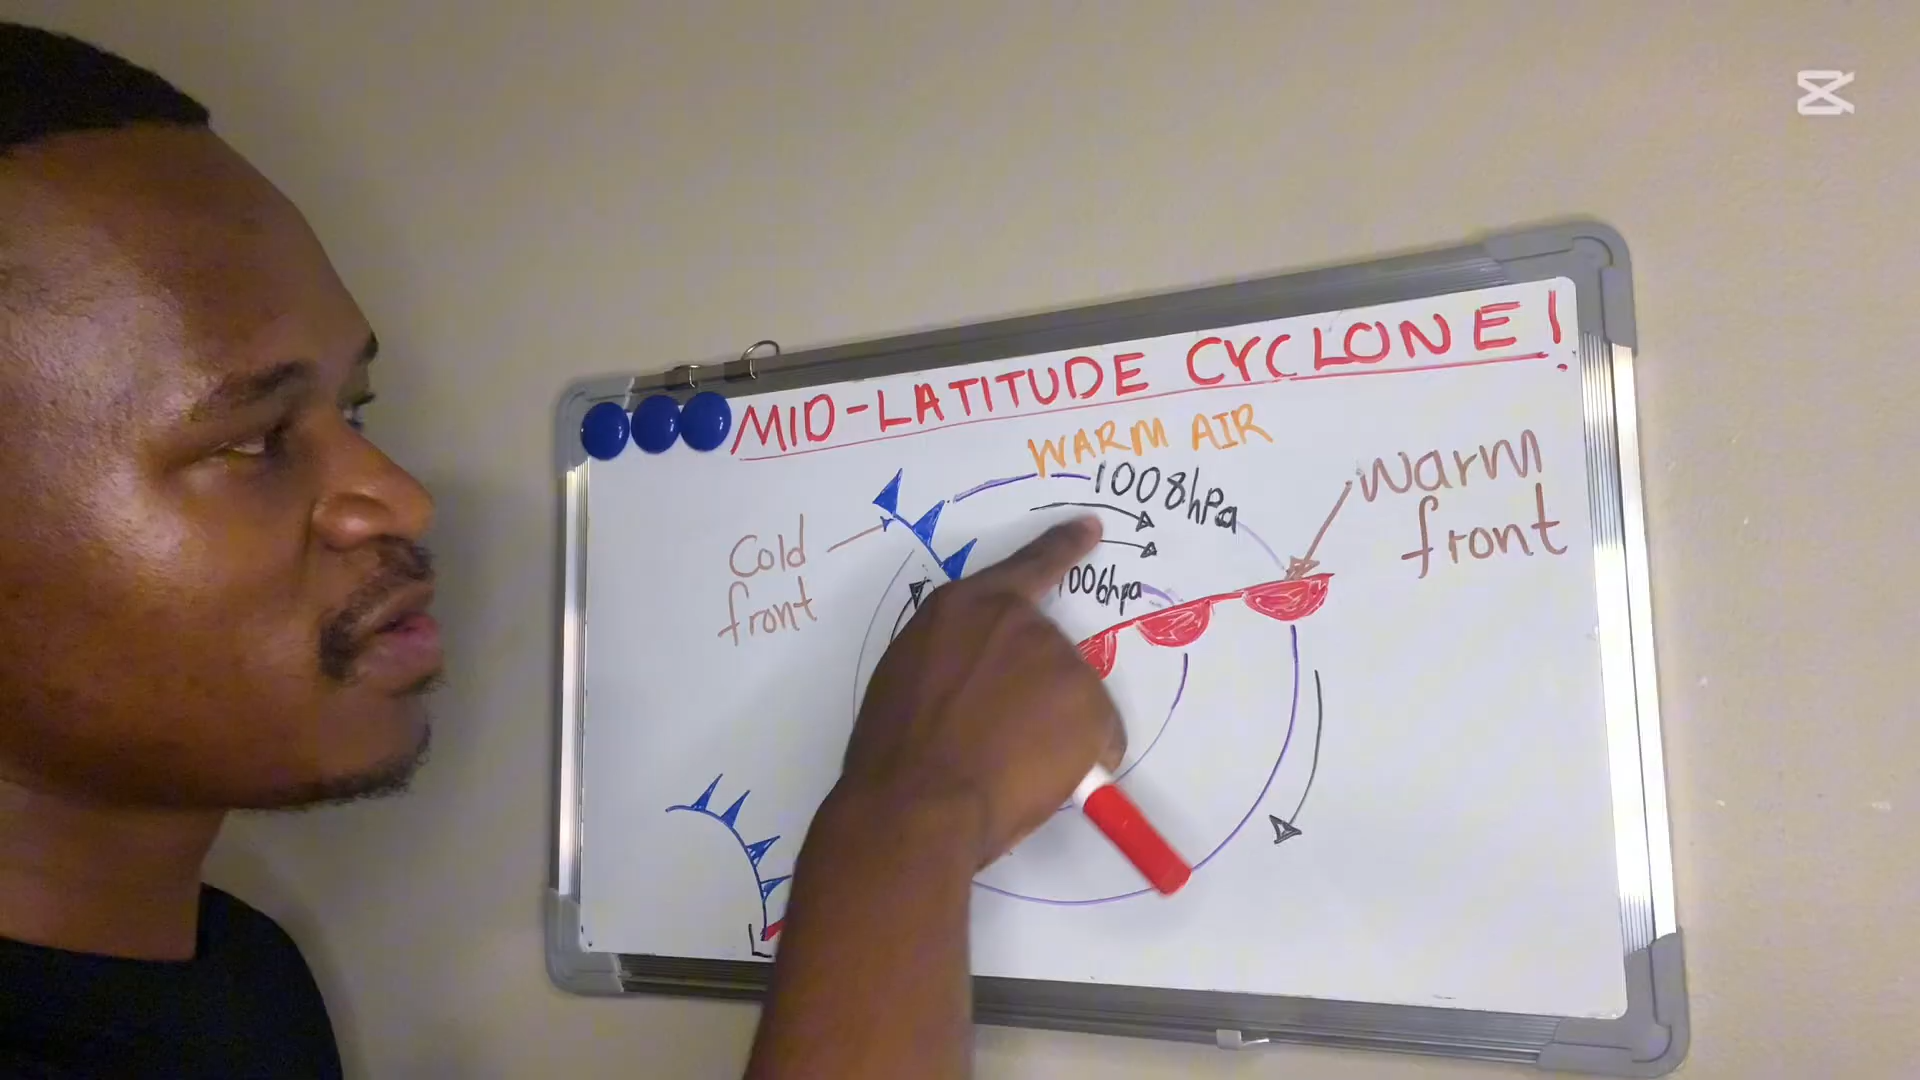 MID-LATITUDE CYCLONE!
WARM AIR
1008hPa
Warm
front
Cold
front
1006hpa
L